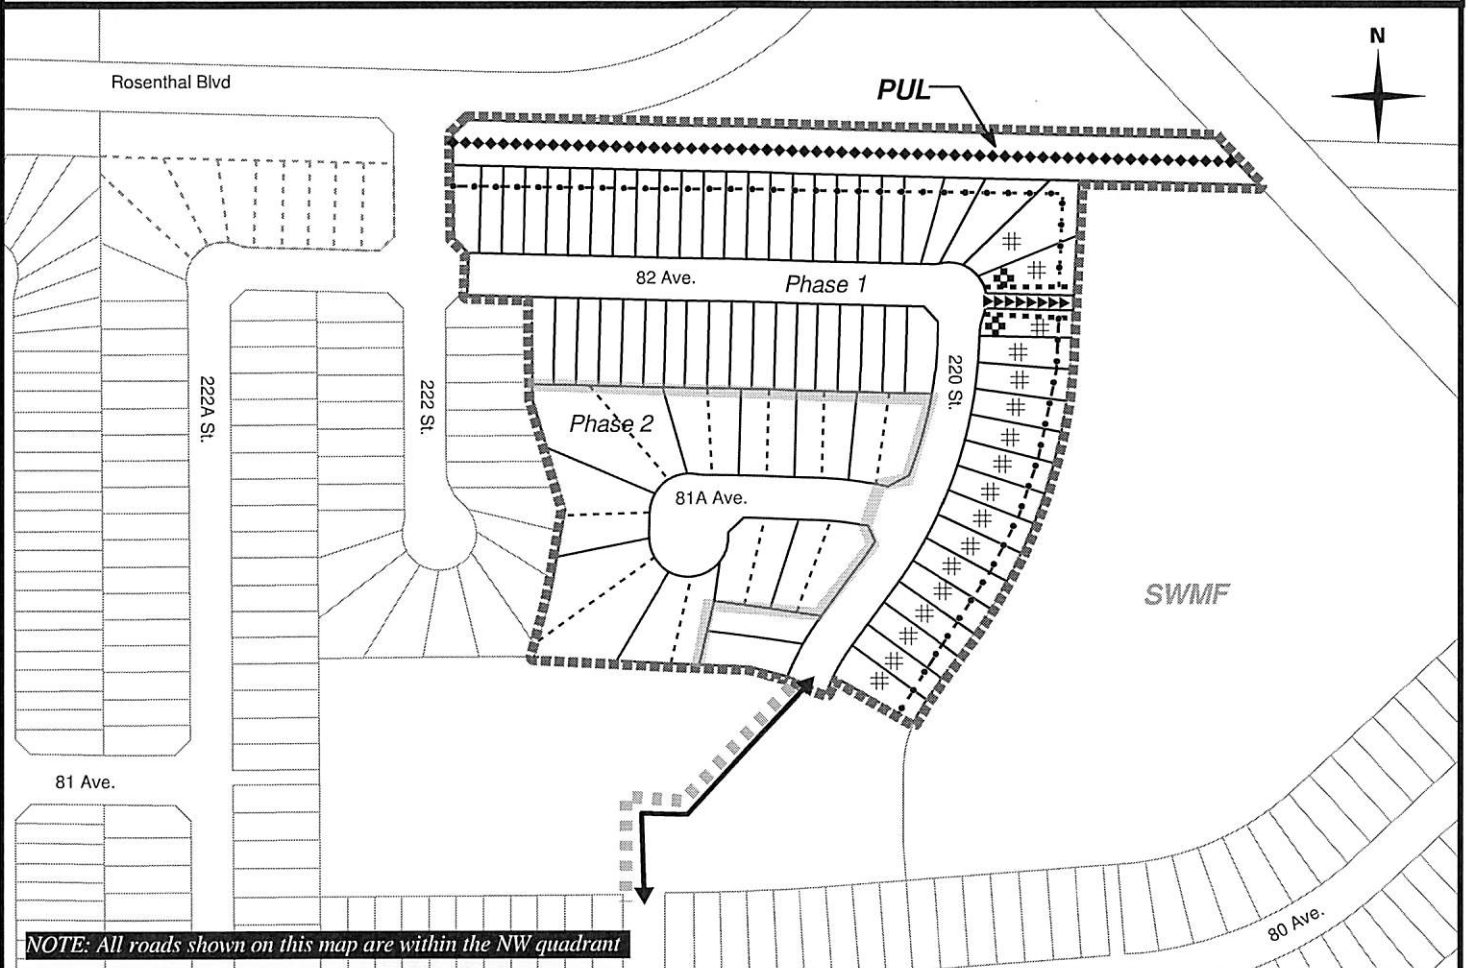 N
Rosenthal Blvd
PUL
82 Ave.
Phase 1
220 St.
222A St.
222 St.
Phase 2
81A Ave.
SWMF
81 Ave.
80 Ave.
NOTE: All roads shown on this map are within the NW quadrant